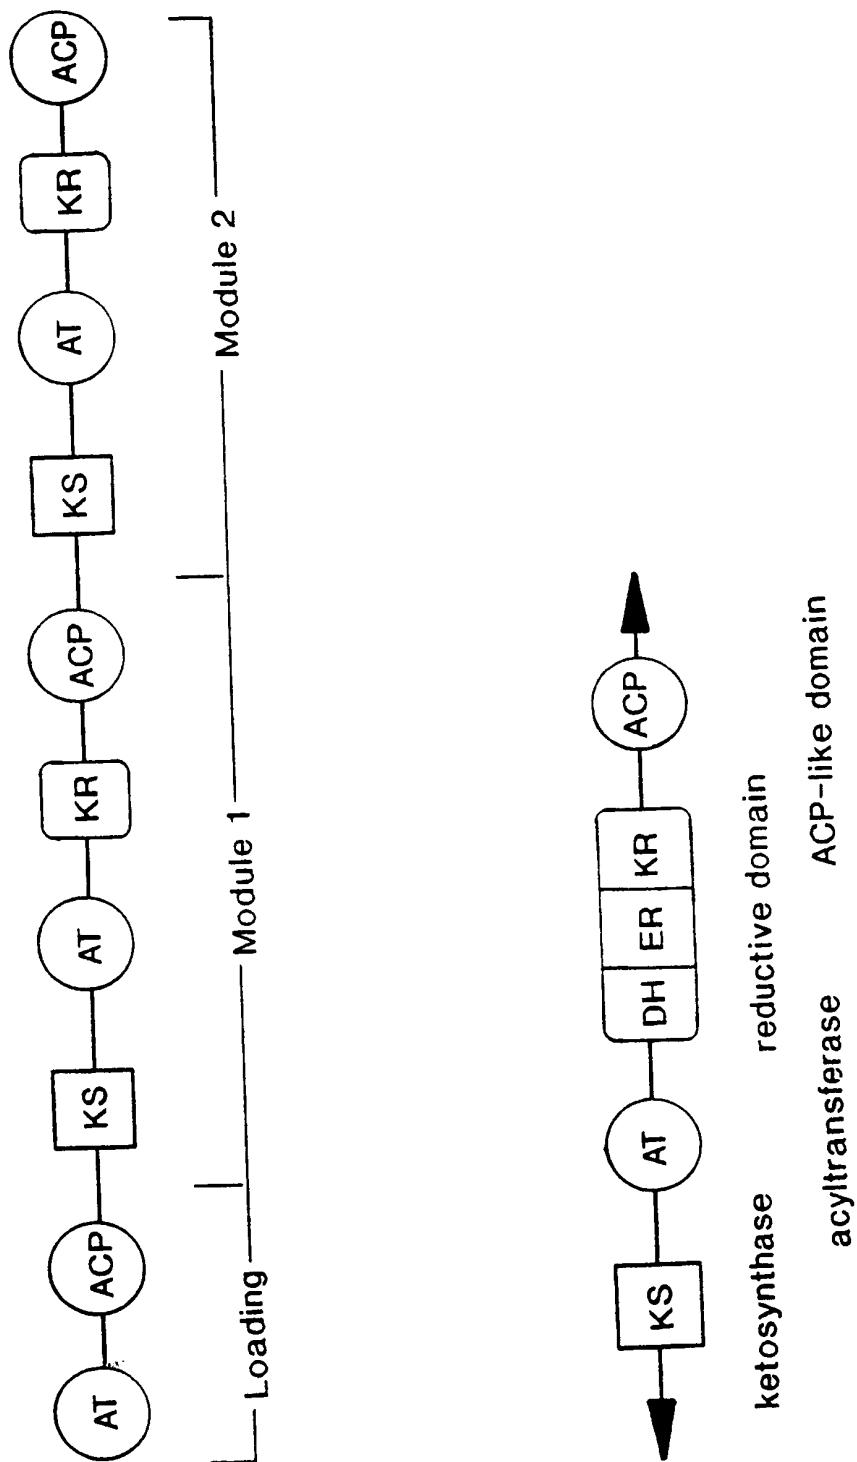 AT ACP KS AT KR ACP KS AT KR ACP
Loading Module 1 Module 2
KS AT DH ER KR ACP
ketosynthase reductive domain
acyltransferase ACP-like domain